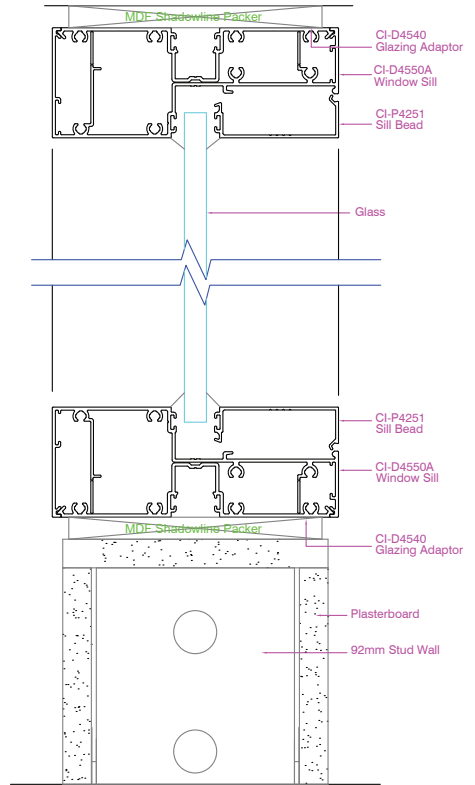 MDF Shadowline Packer
CI-D4540
Glazing Adaptor
CI-D4550A
Window Sill
CI-P4251
Sill Bead
Glass
CI-P4251
Sill Bead
CI-D4550A
Window Sill
MDF Shadowline Packer
CI-D4540
Glazing Adaptor
Plasterboard
92mm Stud Wall